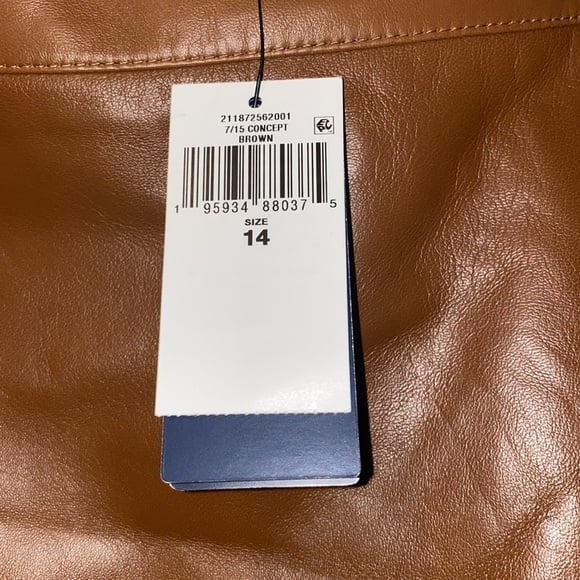 211872562001
7/15 CONCEPT
BROWN
1 95934 88037 5
SIZE
14